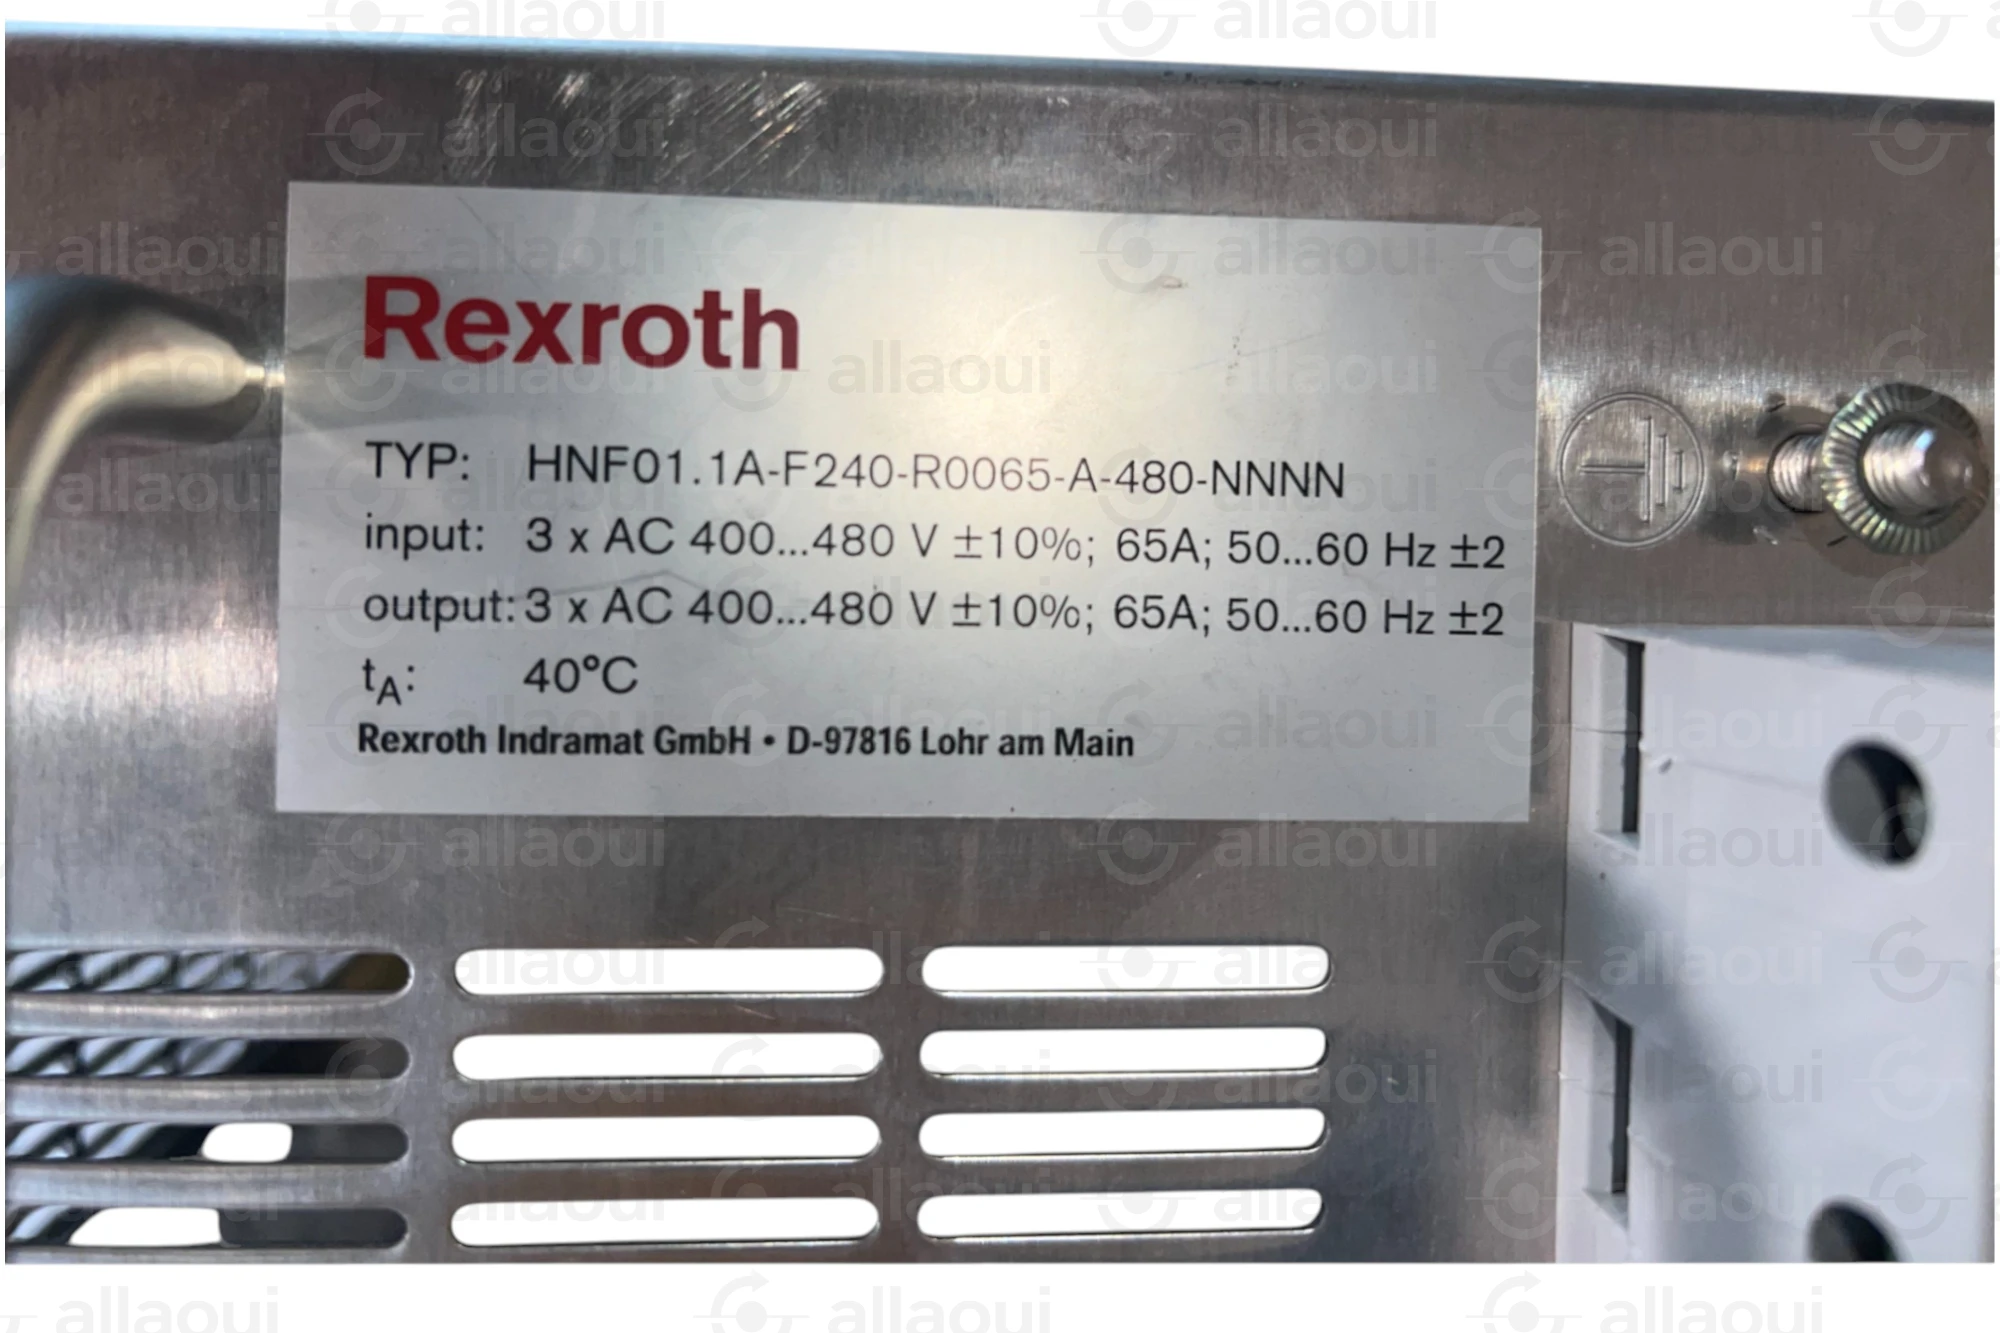 Rexroth
TYP: HNF01.1A-F240-R0065-A-480-NNNN
input: 3 x AC 400...480 V ±10%; 65A; 50...60 Hz ±2
output: 3 x AC 400...480 V ±10%; 65A; 50...60 Hz ±2
tA: 40°C
Rexroth Indramat GmbH • D-97816 Lohr am Main
allaoui